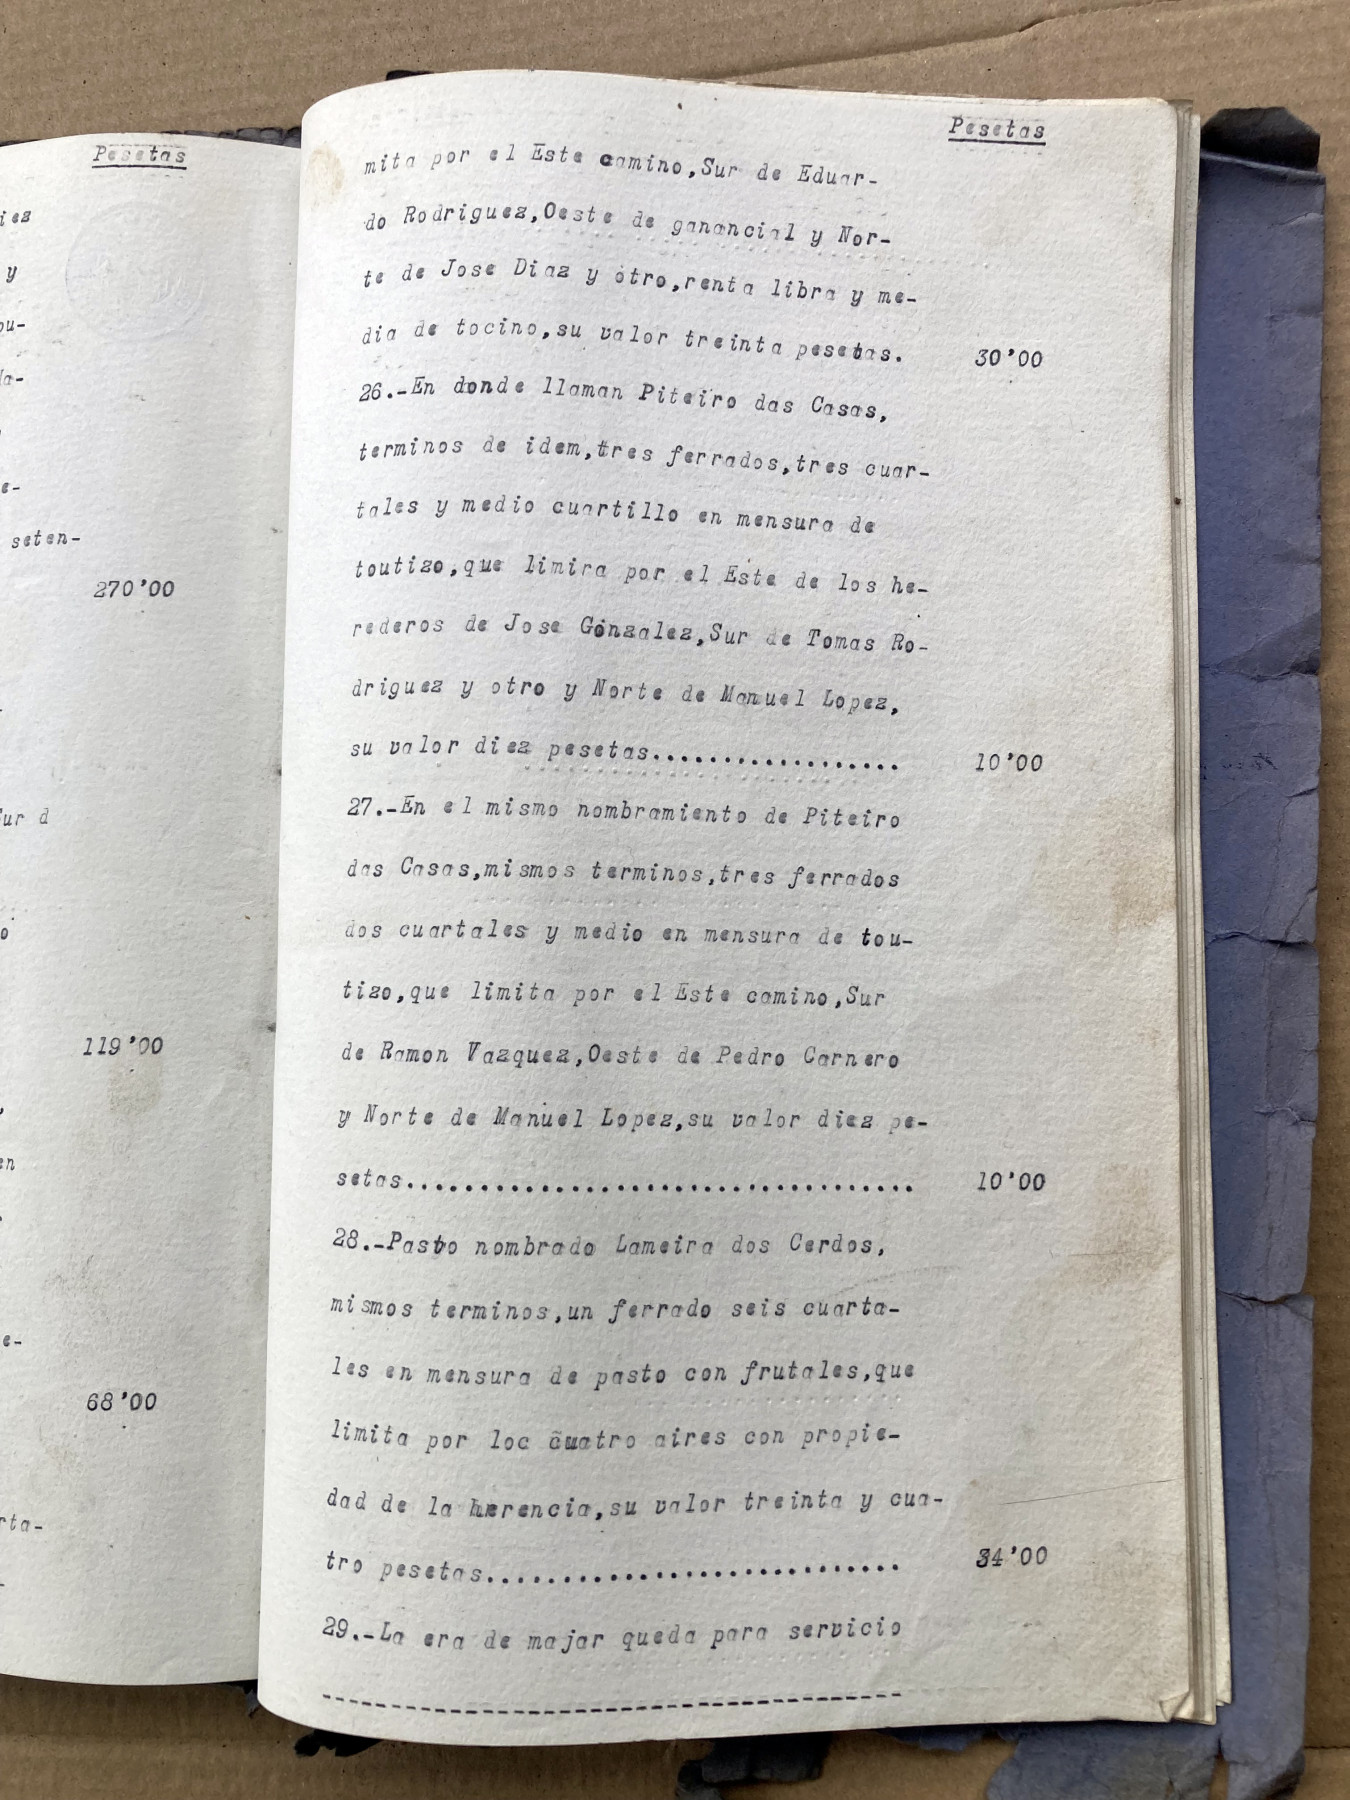 Pesetas
iez
y
ou-
Ma-
e-
seten-
270'00
Sur d
o
119'00
en
e-
68'00
rta-
Pesetas
mita por el Este camino,Sur de Eduar-
do Rodriguez,Oeste de ganancial y Nor-
te de Jose Diaz y otro,renta libra y me-
dia de tocino,su valor treinta pesetas. 30'00
26.-En donde llaman Piteiro das Casas,
terminos de idem,tres ferrados,tres cuar-
tales y medio cuartillo en mensura de
toutizo,que limira por el Este de los he-
rederos de Jose Gonzalez,Sur de Tomas Ro-
driguez y otro y Norte de Manuel Lopez,
su valor diez pesetas.................. 10'00
27.-En el mismo nombramiento de Piteiro
das Casas,mismos terminos,tres ferrados
dos cuartales y medio en mensura de tou-
tizo,que limita por el Este camino,Sur
de Ramon Vazquez,Oeste de Pedro Carnero
y Norte de Manuel Lopez,su valor diez pe-
setas................................... 10'00
28.-Pasto nombrado Lameira dos Cerdos,
mismos terminos,un ferrado seis cuarta-
les en mensura de pasto con frutales,que
limita por loc cuatro aires con propie-
dad de la herencia,su valor treinta y cua-
tro pesetas............................. 34'00
29.-La era de majar queda para servicio
----------------------------------------